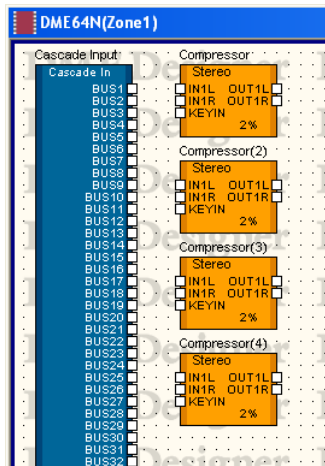 DME64N(Zone1)
Cascade Input
Cascade In
BUS1
BUS2
BUS3
BUS4
BUS5
BUS6
BUS7
BUS8
BUS9
BUS10
BUS11
BUS12
BUS13
BUS14
BUS15
BUS16
BUS17
BUS18
BUS19
BUS20
BUS21
BUS22
BUS23
BUS24
BUS25
BUS26
BUS27
BUS28
BUS29
BUS30
BUS31
BUS32
Compressor
Stereo
IN1L OUT1L
IN1R OUT1R
KEYIN
2%
Compressor(2)
Stereo
IN1L OUT1L
IN1R OUT1R
KEYIN
2%
Compressor(3)
Stereo
IN1L OUT1L
IN1R OUT1R
KEYIN
2%
Compressor(4)
Stereo
IN1L OUT1L
IN1R OUT1R
KEYIN
2%
Designer